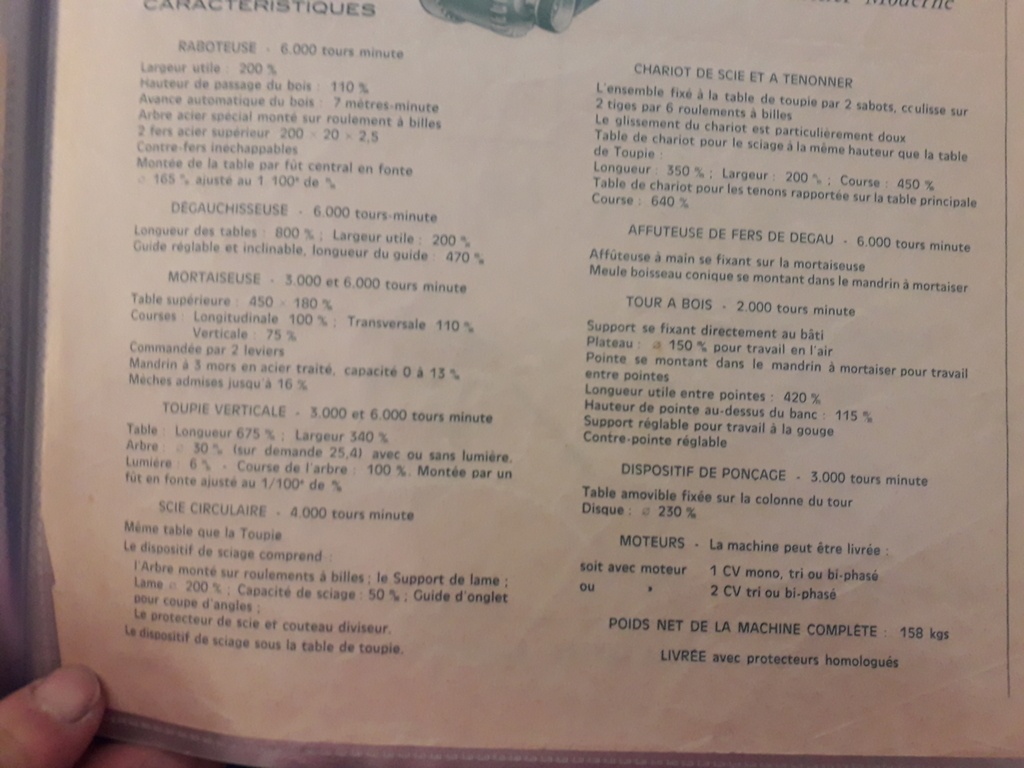 CARACTÉRISTIQUES
Moderne
RABOTEUSE - 6.000 tours minute
Largeur utile : 200 %
Hauteur de passage du bois : 110 %
Avance automatique du bois : 7 mètres-minute
Arbre acier spécial monté sur roulement à billes
2 fers acier supérieur 200 × 20 × 2,5
Contre-fers inéchappables
Montée de la table par fût central en fonte
⌀ 165 % ajusté au 1 100e de %
DÉGAUCHISSEUSE - 6.000 tours-minute
Longueur des tables : 800 % ; Largeur utile : 200 %
Guide réglable et inclinable, longueur du guide : 470 %
MORTAISEUSE - 3.000 et 6.000 tours minute
Table supérieure : 450 × 180 %
Courses : Longitudinale 100 % ; Transversale 110 %
Verticale : 75 %
Commandée par 2 leviers
Mandrin à 3 mors en acier traité, capacité 0 à 13 %
Mèches admises jusqu'à 16 %
TOUPIE VERTICALE - 3.000 et 6.000 tours minute
Table : Longueur 675 % ; Largeur 340 %
Arbre : ⌀ 30 % (sur demande 25,4) avec ou sans lumière.
Lumière : 6 % - Course de l'arbre : 100 %. Montée par un
fût en fonte ajusté au 1/100e de %
SCIE CIRCULAIRE - 4.000 tours minute
Même table que la Toupie
Le dispositif de sciage comprend :
l'Arbre monté sur roulements à billes ; le Support de lame ;
Lame ⌀ 200 % ; Capacité de sciage : 50 % ; Guide d'onglet
pour coupe d'angles ;
Le protecteur de scie et couteau diviseur.
Le dispositif de sciage sous la table de toupie.
CHARIOT DE SCIE ET A TENONNER
L'ensemble fixé à la table de toupie par 2 sabots, coulisse sur
2 tiges par 6 roulements à billes
Le glissement du chariot est particulièrement doux
Table de chariot pour le sciage à la même hauteur que la table
de Toupie :
Longueur : 350 % ; Largeur : 200 % ; Course : 450 %
Table de chariot pour les tenons rapportée sur la table principale
Course : 640 %
AFFUTEUSE DE FERS DE DEGAU - 6.000 tours minute
Affûteuse à main se fixant sur la mortaiseuse
Meule boisseau conique se montant dans le mandrin à mortaiser
TOUR A BOIS - 2.000 tours minute
Support se fixant directement au bâti
Plateau : ⌀ 150 % pour travail en l'air
Pointe se montant dans le mandrin à mortaiser pour travail
entre pointes
Longueur utile entre pointes : 420 %
Hauteur de pointe au-dessus du banc : 115 %
Support réglable pour travail à la gouge
Contre-pointe réglable
DISPOSITIF DE PONÇAGE - 3.000 tours minute
Table amovible fixée sur la colonne du tour
Disque : ⌀ 230 %
MOTEURS - La machine peut être livrée :
soit avec moteur 1 CV mono, tri ou bi-phasé
ou " 2 CV tri ou bi-phasé
POIDS NET DE LA MACHINE COMPLÈTE : 158 kgs
LIVRÉE avec protecteurs homologués